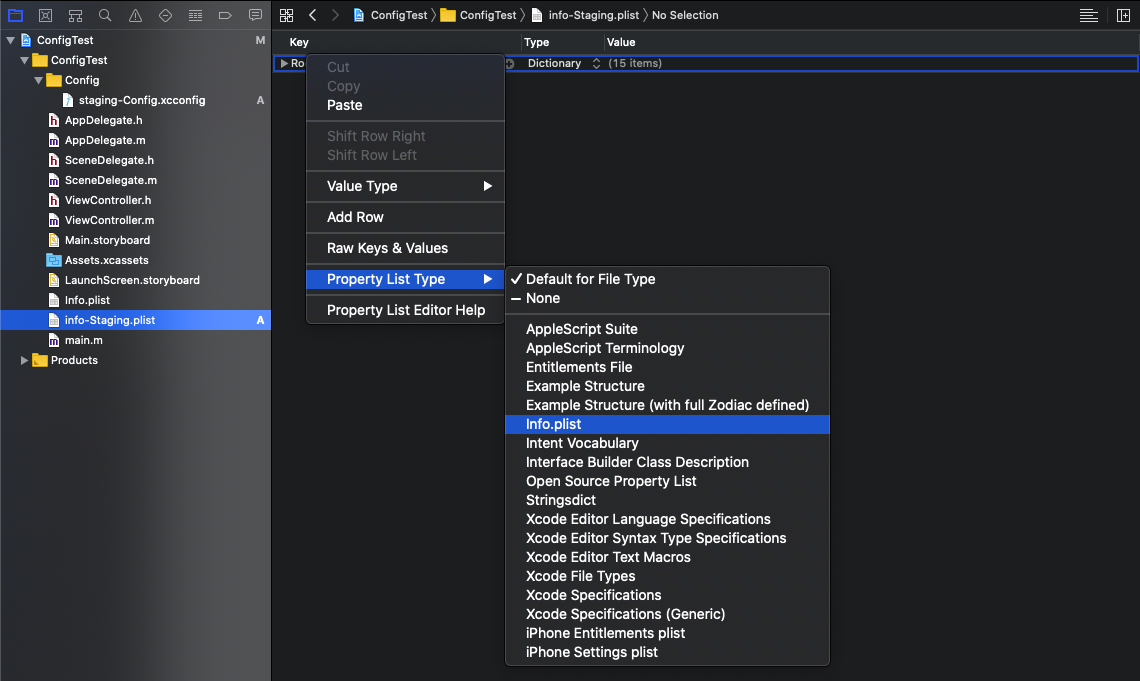 ConfigTest
ConfigTest
info-Staging.plist
No Selection
ConfigTest
M
ConfigTest
Config
staging-Config.xcconfig
A
AppDelegate.h
AppDelegate.m
SceneDelegate.h
SceneDelegate.m
ViewController.h
ViewController.m
Main.storyboard
Assets.xcassets
LaunchScreen.storyboard
Info.plist
info-Staging.plist
A
main.m
Products
Key
Type
Value
Ro
Dictionary
(15 items)
Cut
Copy
Paste
Shift Row Right
Shift Row Left
Value Type
Add Row
Raw Keys & Values
Property List Type
Property List Editor Help
Default for File Type
None
AppleScript Suite
AppleScript Terminology
Entitlements File
Example Structure
Example Structure (with full Zodiac defined)
Info.plist
Intent Vocabulary
Interface Builder Class Description
Open Source Property List
Stringsdict
Xcode Editor Language Specifications
Xcode Editor Syntax Type Specifications
Xcode Editor Text Macros
Xcode File Types
Xcode Specifications
Xcode Specifications (Generic)
iPhone Entitlements plist
iPhone Settings plist